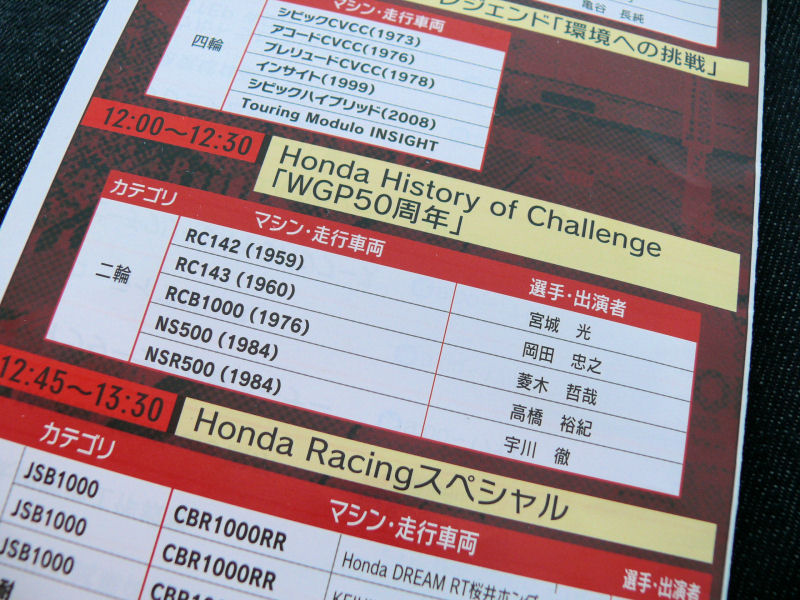 亀谷 長純
レジェンド「環境への挑戦」
マシン・走行車両
四輪
シビックCVCC(1973)
アコードCVCC(1976)
プレリュードCVCC(1978)
インサイト(1999)
シビックハイブリッド(2008)
Touring Modulo INSIGHT
12:00〜12:30
Honda History of Challenge
「WGP50周年」
カテゴリ マシン・走行車両 選手・出演者
二輪
RC142 (1959) 宮城 光
RC143 (1960) 岡田 忠之
RCB1000 (1976) 菱木 哲哉
NS500 (1984) 高橋 裕紀
NSR500 (1984) 宇川 徹
12:45〜13:30
Honda Racingスペシャル
カテゴリ マシン・走行車両 選手・出演者
JSB1000 CBR1000RR Honda DREAM RT桜井ホンダ
JSB1000 CBR1000RR
JSB1000